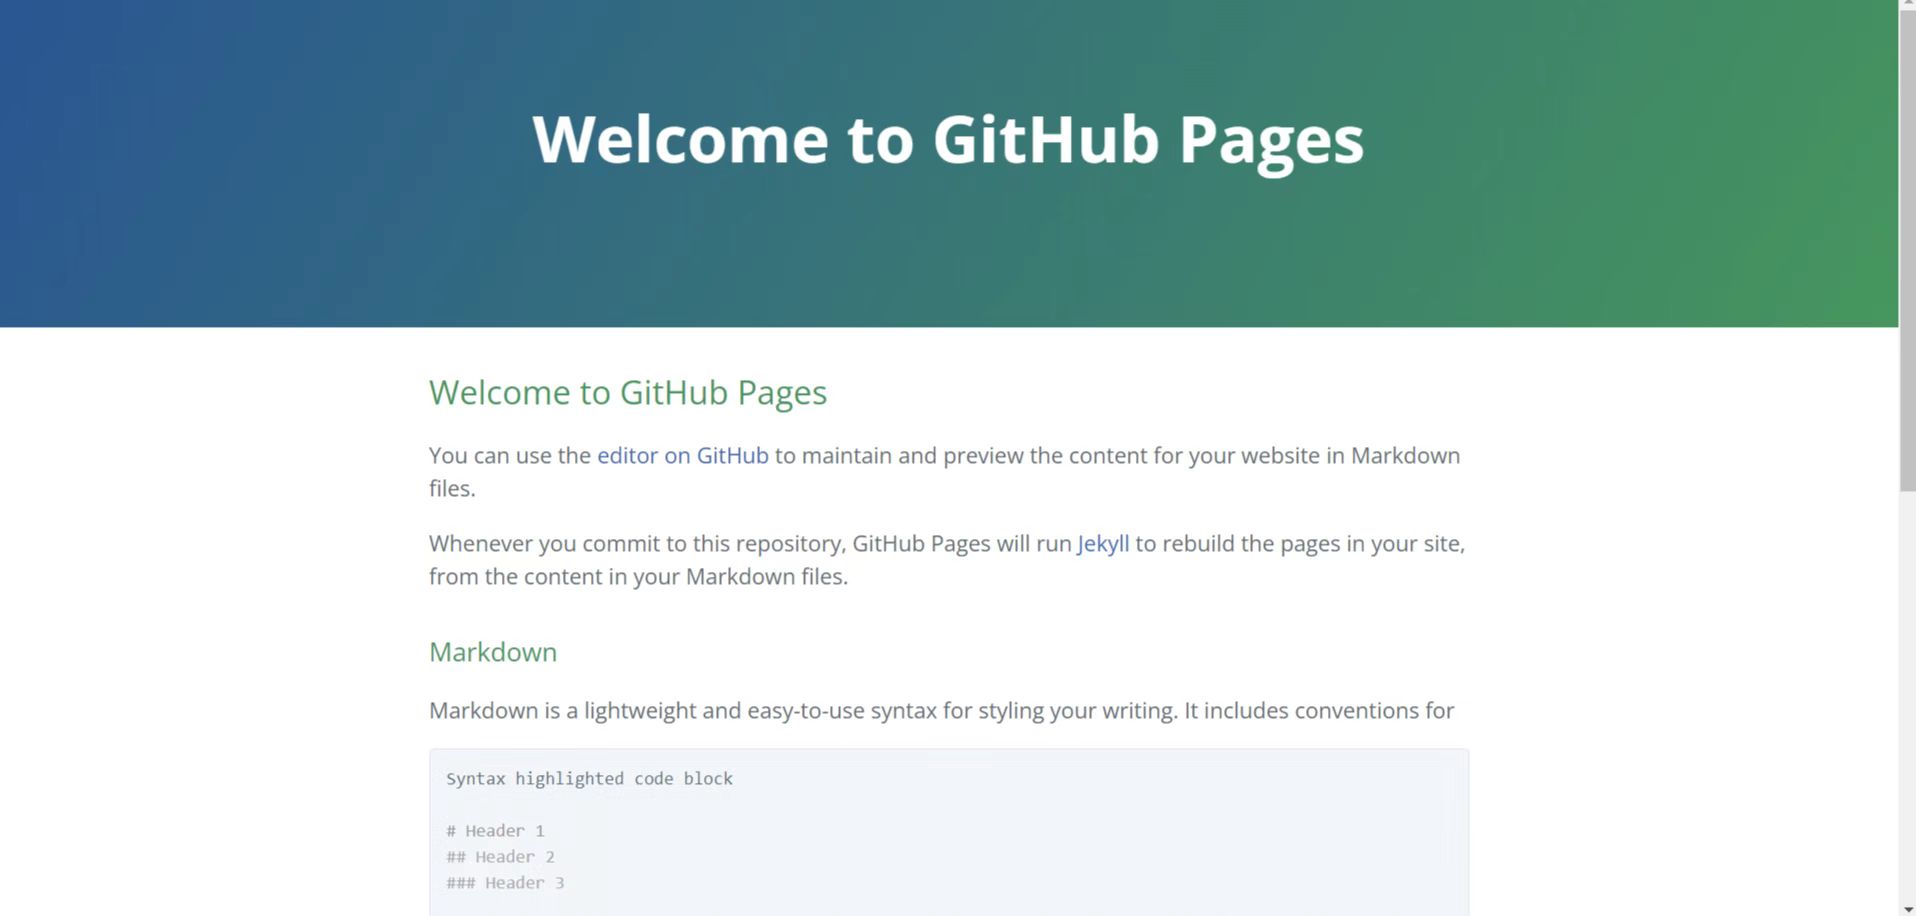 Welcome to GitHub Pages
Welcome to GitHub Pages
You can use the editor on GitHub to maintain and preview the content for your website in Markdown
files.
Whenever you commit to this repository, GitHub Pages will run Jekyll to rebuild the pages in your site,
from the content in your Markdown files.
Markdown
Markdown is a lightweight and easy-to-use syntax for styling your writing. It includes conventions for
Syntax highlighted code block
# Header 1
## Header 2
### Header 3